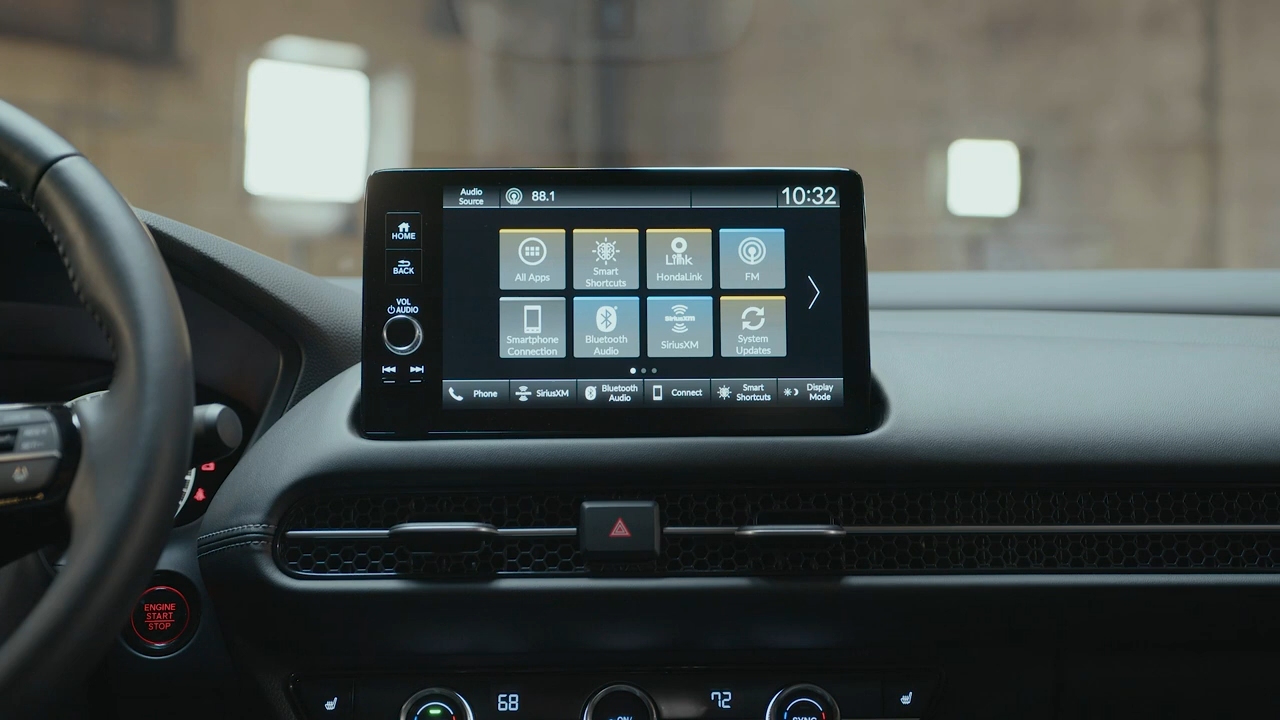 Audio
Source
88.1
10:32
HOME
BACK
VOL
AUDIO
All Apps
Smart
Shortcuts
Link
HondaLink
FM
Smartphone
Connection
Bluetooth
Audio
SiriusXM
SiriusXM
System
Updates
Phone
SiriusXM
Bluetooth
Audio
Connect
Smart
Shortcuts
Display
Mode
ENGINE
START
STOP
68
72
SYNC